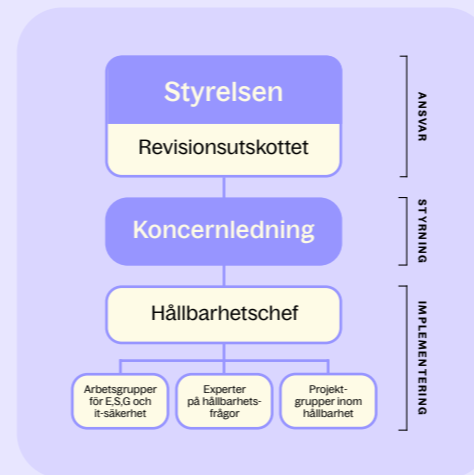 Styrelsen
Revisionsutskottet
ANSVAR
Koncernledning
STYRNING
Hållbarhetschef
IMPLEMENTERING
Arbetsgrupper
för E,S,G och
it-säkerhet
Experter
på hållbarhets-
frågor
Projekt-
grupper inom
hållbarhet